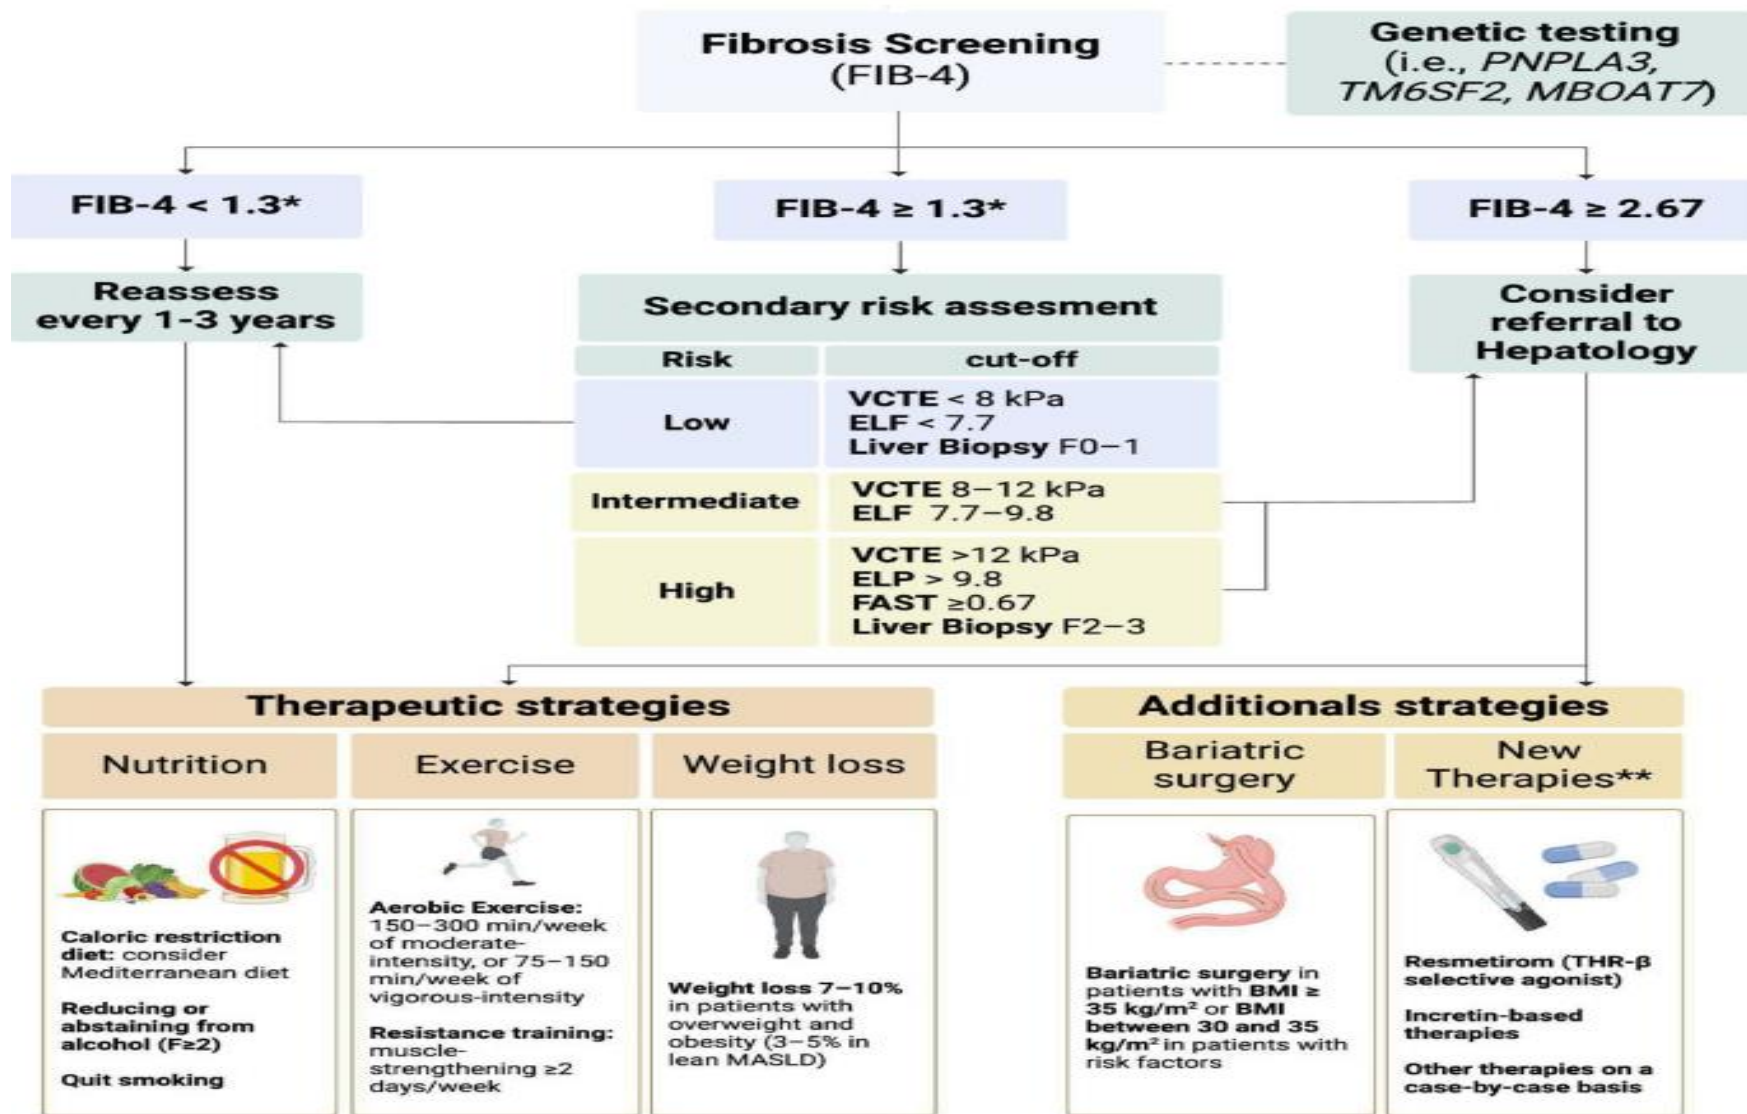 Fibrosis Screening
(FIB-4)
Genetic testing
(i.e., PNPLA3,
TM6SF2, MBOAT7)
FIB-4 < 1.3*
FIB-4 ≥ 1.3*
FIB-4 ≥ 2.67
Reassess
every 1-3 years
Secondary risk assesment
Consider
referral to
Hepatology
Risk
cut-off
Low
VCTE < 8 kPa
ELF < 7.7
Liver Biopsy F0–1
Intermediate
VCTE 8–12 kPa
ELF 7.7–9.8
High
VCTE >12 kPa
ELP > 9.8
FAST ≥0.67
Liver Biopsy F2–3
Therapeutic strategies
Additionals strategies
Nutrition
Exercise
Weight loss
Bariatric
surgery
New
Therapies**
Caloric restriction
diet: consider
Mediterranean diet
Reducing or
abstaining from
alcohol (F≥2)
Quit smoking
Aerobic Exercise:
150–300 min/week
of moderate-
intensity, or 75–150
min/week of
vigorous-intensity
Resistance training:
muscle-
strengthening ≥2
days/week
Weight loss 7–10%
in patients with
overweight and
obesity (3–5% in
lean MASLD)
Bariatric surgery in
patients with BMI ≥
35 kg/m² or BMI
between 30 and 35
kg/m² in patients with
risk factors
Resmetirom (THR-β
selective agonist)
Incretin-based
therapies
Other therapies on a
case-by-case basis